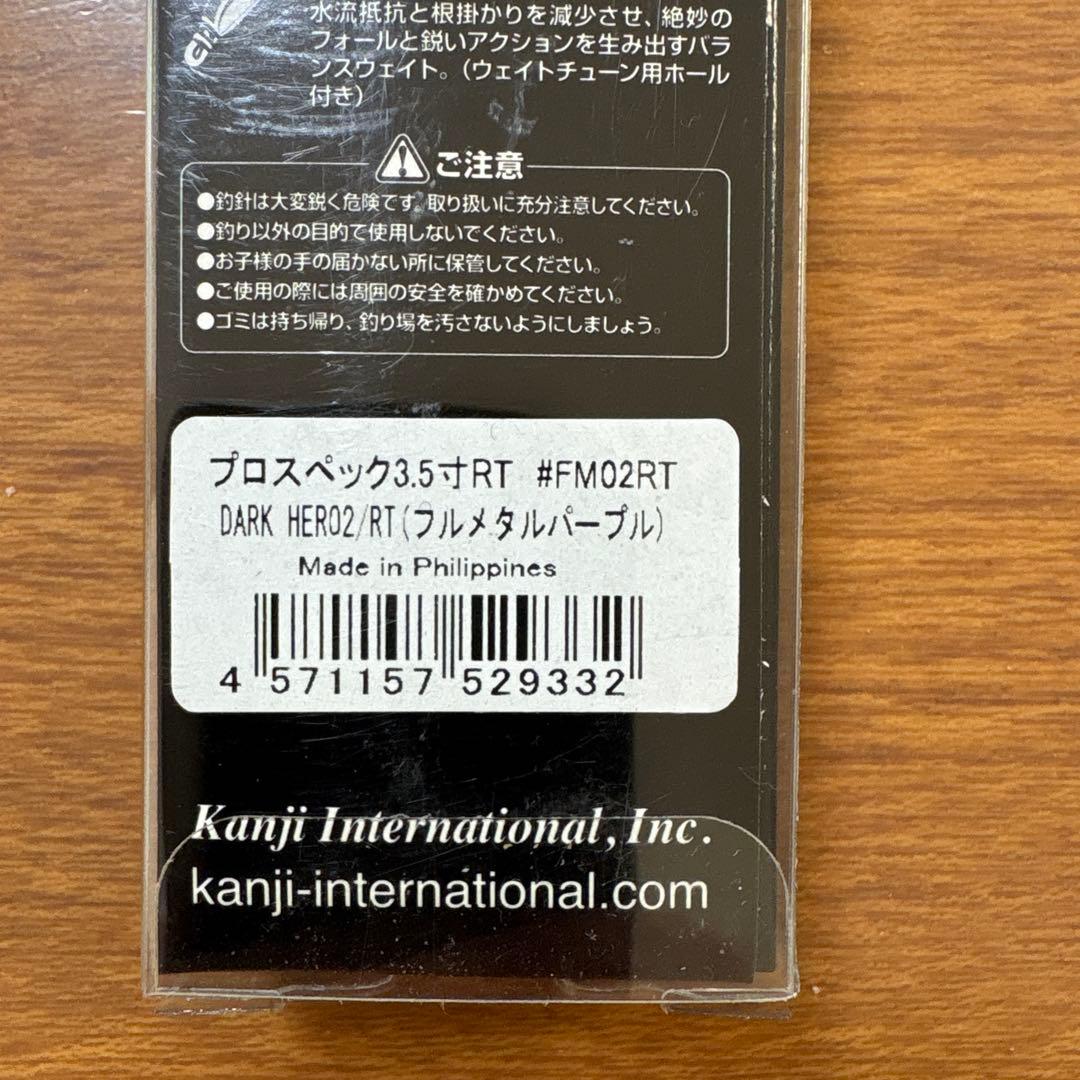 水流抵抗と根掛かりを減少させ、絶妙の
フォールと鋭いアクションを生み出すバラ
ンスウェイト。(ウェイトチューン用ホール
付き)
ご注意
●釣針は大変鋭く危険です。取り扱いに充分注意してください。
●釣り以外の目的で使用しないでください。
●お子様の手の届かない所に保管してください。
●ご使用の際には周囲の安全を確かめてください。
●ゴミは持ち帰り、釣り場を汚さないようにしましょう。
プロスペック3.5寸RT #FM02RT
DARK HERO2/RT(フルメタルパープル)
Made in Philippines
4 571157 529332
Kanji International, Inc.
kanji-international.com